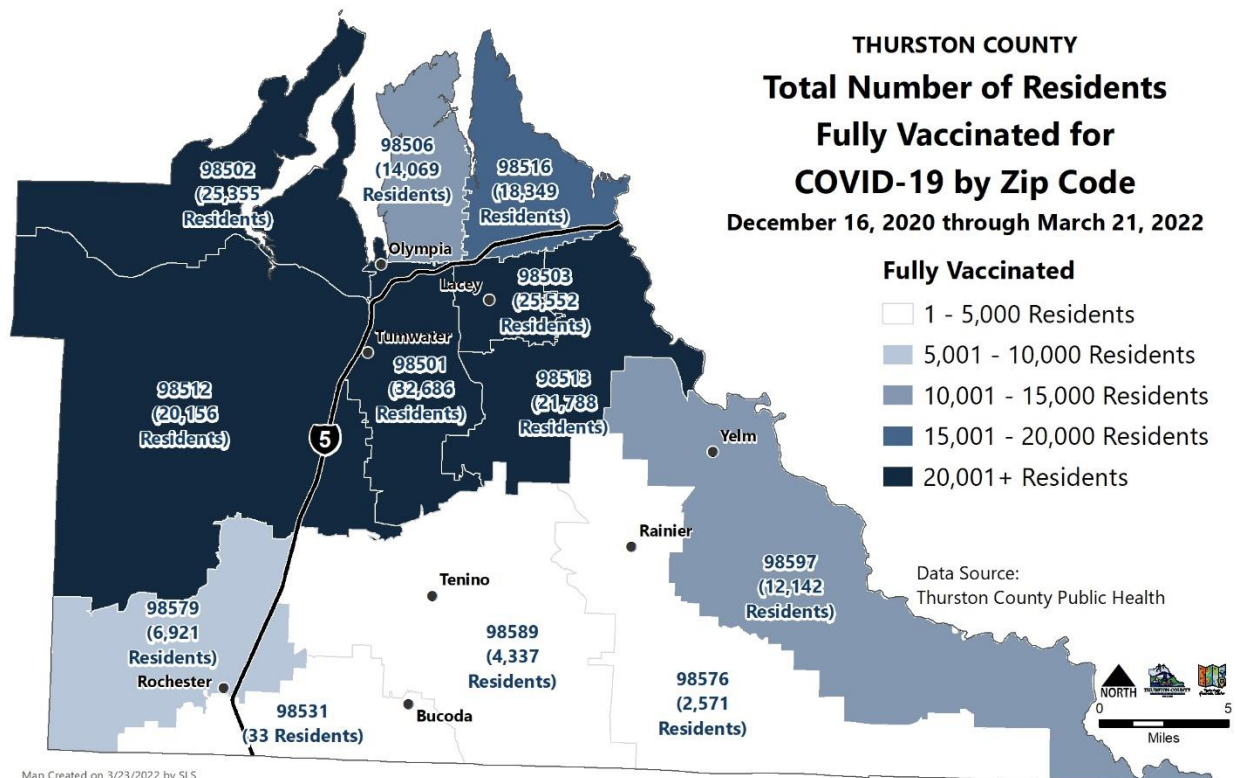 THURSTON COUNTY
Total Number of Residents
Fully Vaccinated for
COVID-19 by Zip Code
December 16, 2020 through March 21, 2022
Fully Vaccinated
1 - 5,000 Residents
5,001 - 10,000 Residents
10,001 - 15,000 Residents
15,001 - 20,000 Residents
20,001+ Residents
98502
(25,355
Residents)
98506
(14,069
Residents)
98516
(18,349
Residents)
Olympia
98503
(25,552
Residents)
Lacey
Tumwater
98501
(32,686
Residents)
98512
(20,156
Residents)
98513
(21,788
Residents)
5
Yelm
Rainier
98597
(12,142
Residents)
Tenino
98579
(6,921
Residents)
98589
(4,337
Residents)
Rochester
98576
(2,571
Residents)
98531
(33 Residents)
Bucoda
Data Source:
Thurston County Public Health
NORTH
THURSTON COUNTY
0 5
Miles
Map Created on 3/23/2022 by SLS